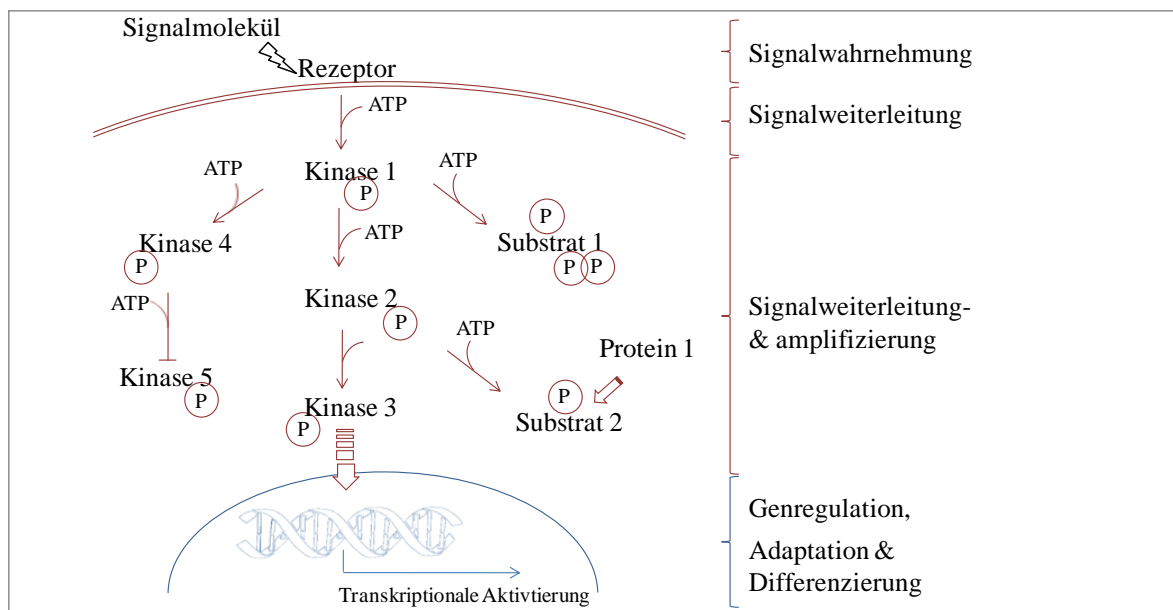 Signalmolekül
Rezeptor
Signalwahrnehmung
ATP
Signalweiterleitung
Kinase 1
P
ATP
ATP
Kinase 4
P
ATP
P
Substrat 1
P P
ATP
Kinase 2
P
ATP
Protein 1
Signalweiterleitung-
& amplifizierung
Kinase 5
P
Kinase 3
P
P
Substrat 2
Genregulation,
Adaptation &
Differenzierung
Transkriptionale Aktivtierung